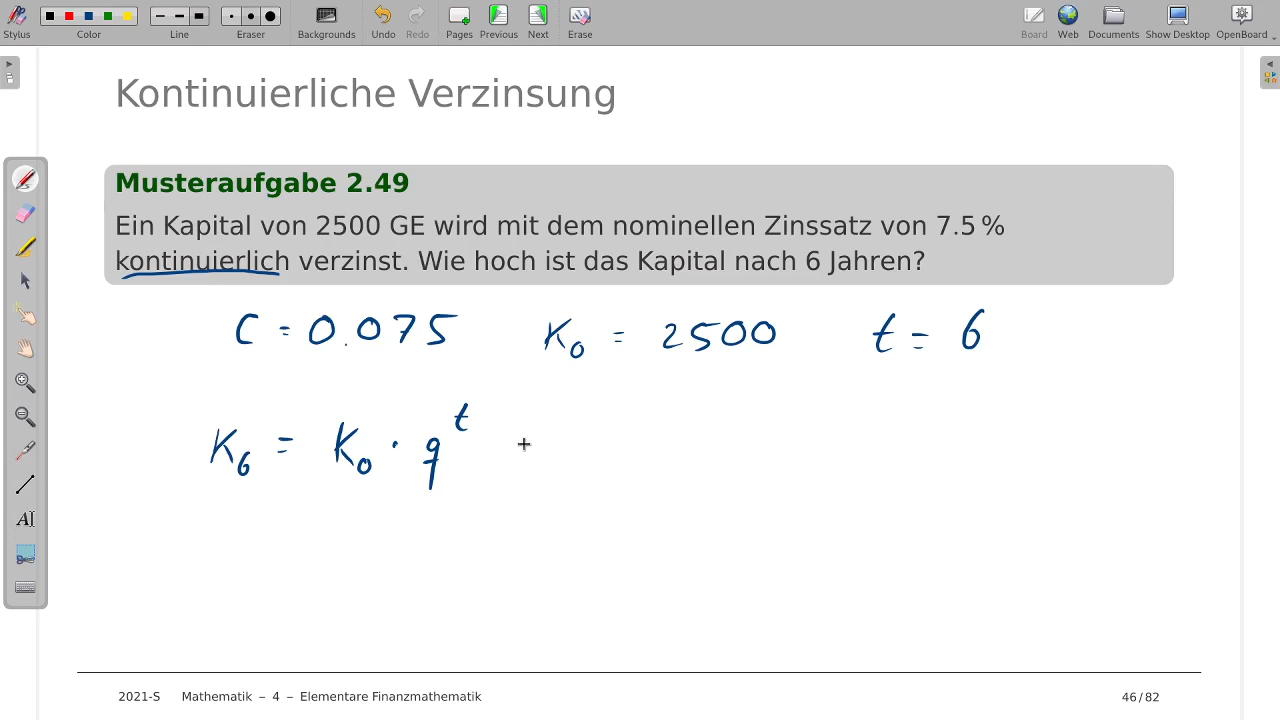 Stylus Color Line Eraser Backgrounds Undo Redo Pages Previous Next Erase Board Web Documents Show Desktop OpenBoard
Kontinuierliche Verzinsung
Musteraufgabe 2.49
Ein Kapital von 2500 GE wird mit dem nominellen Zinssatz von 7.5 %
kontinuierlich verzinst. Wie hoch ist das Kapital nach 6 Jahren?
c = 0.075 K₀ = 2500 t = 6
K₆ = K₀ · qᵗ
2021-S Mathematik – 4 – Elementare Finanzmathematik 46 / 82